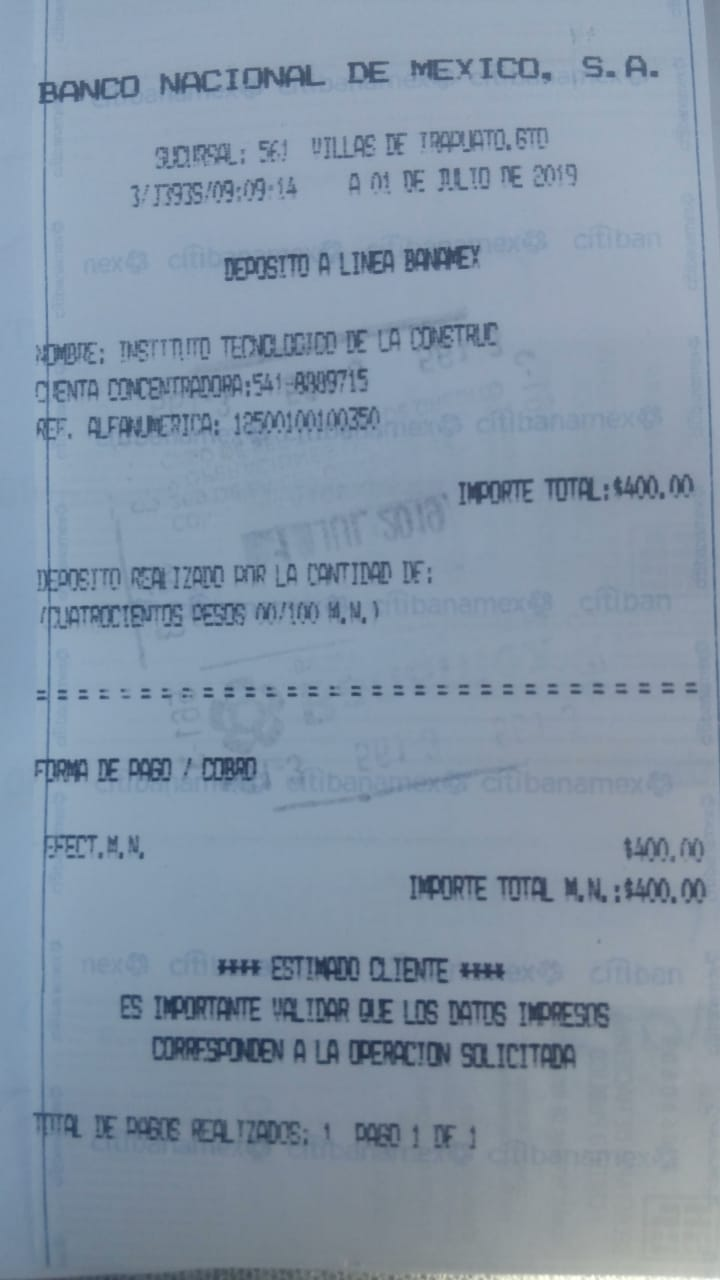 BANCO NACIONAL DE MEXICO, S.A.
SUCURSAL: 561 VILLAS DE IRAPUATO,GTO
3/J393S/09:09:14 A 01 DE JULIO DE 2019
DEPOSITO A LINEA BANAMEX
NOMBRE: INSTITUTO TECNOLOGICO DE LA CONSTRUC
CUENTA CONCENTRADORA:541-8889715
REF. ALFANUMERICA: 12500100100350
IMPORTE TOTAL:$400.00
DEPOSITO REALIZADO POR LA CANTIDAD DE:
(CUATROCIENTOS PESOS 00/100 M.N.)
================================
FORMA DE PAGO / COBRO
EFECT.M.N. $400.00
IMPORTE TOTAL M.N.:$400.00
**** ESTIMADO CLIENTE ****
ES IMPORTANTE VALIDAR QUE LOS DATOS IMPRESOS
CORRESPONDEN A LA OPERACION SOLICITADA
TOTAL DE PAGOS REALIZADOS: 1 PAGO 1 DE 1